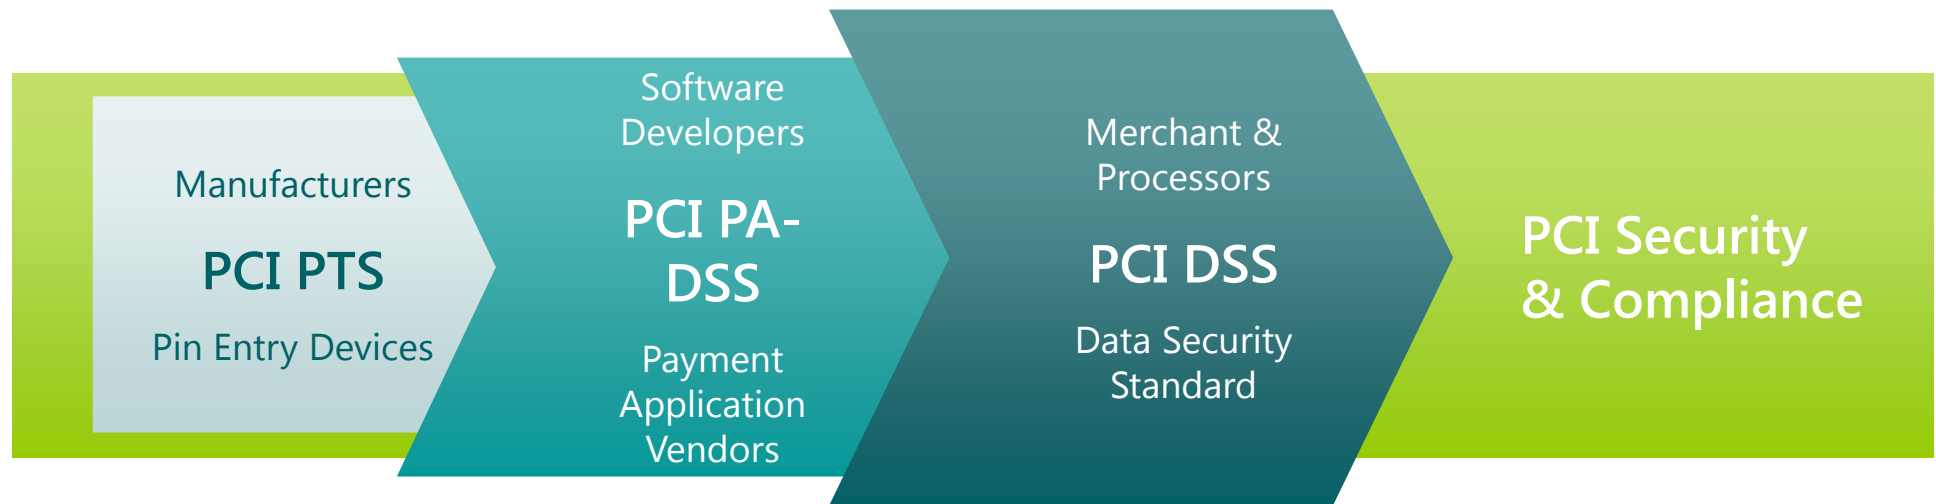 Manufacturers
PCI PTS
Pin Entry Devices
Software
Developers
PCI PA-
DSS
Payment
Application
Vendors
Merchant &
Processors
PCI DSS
Data Security
Standard
PCI Security
& Compliance